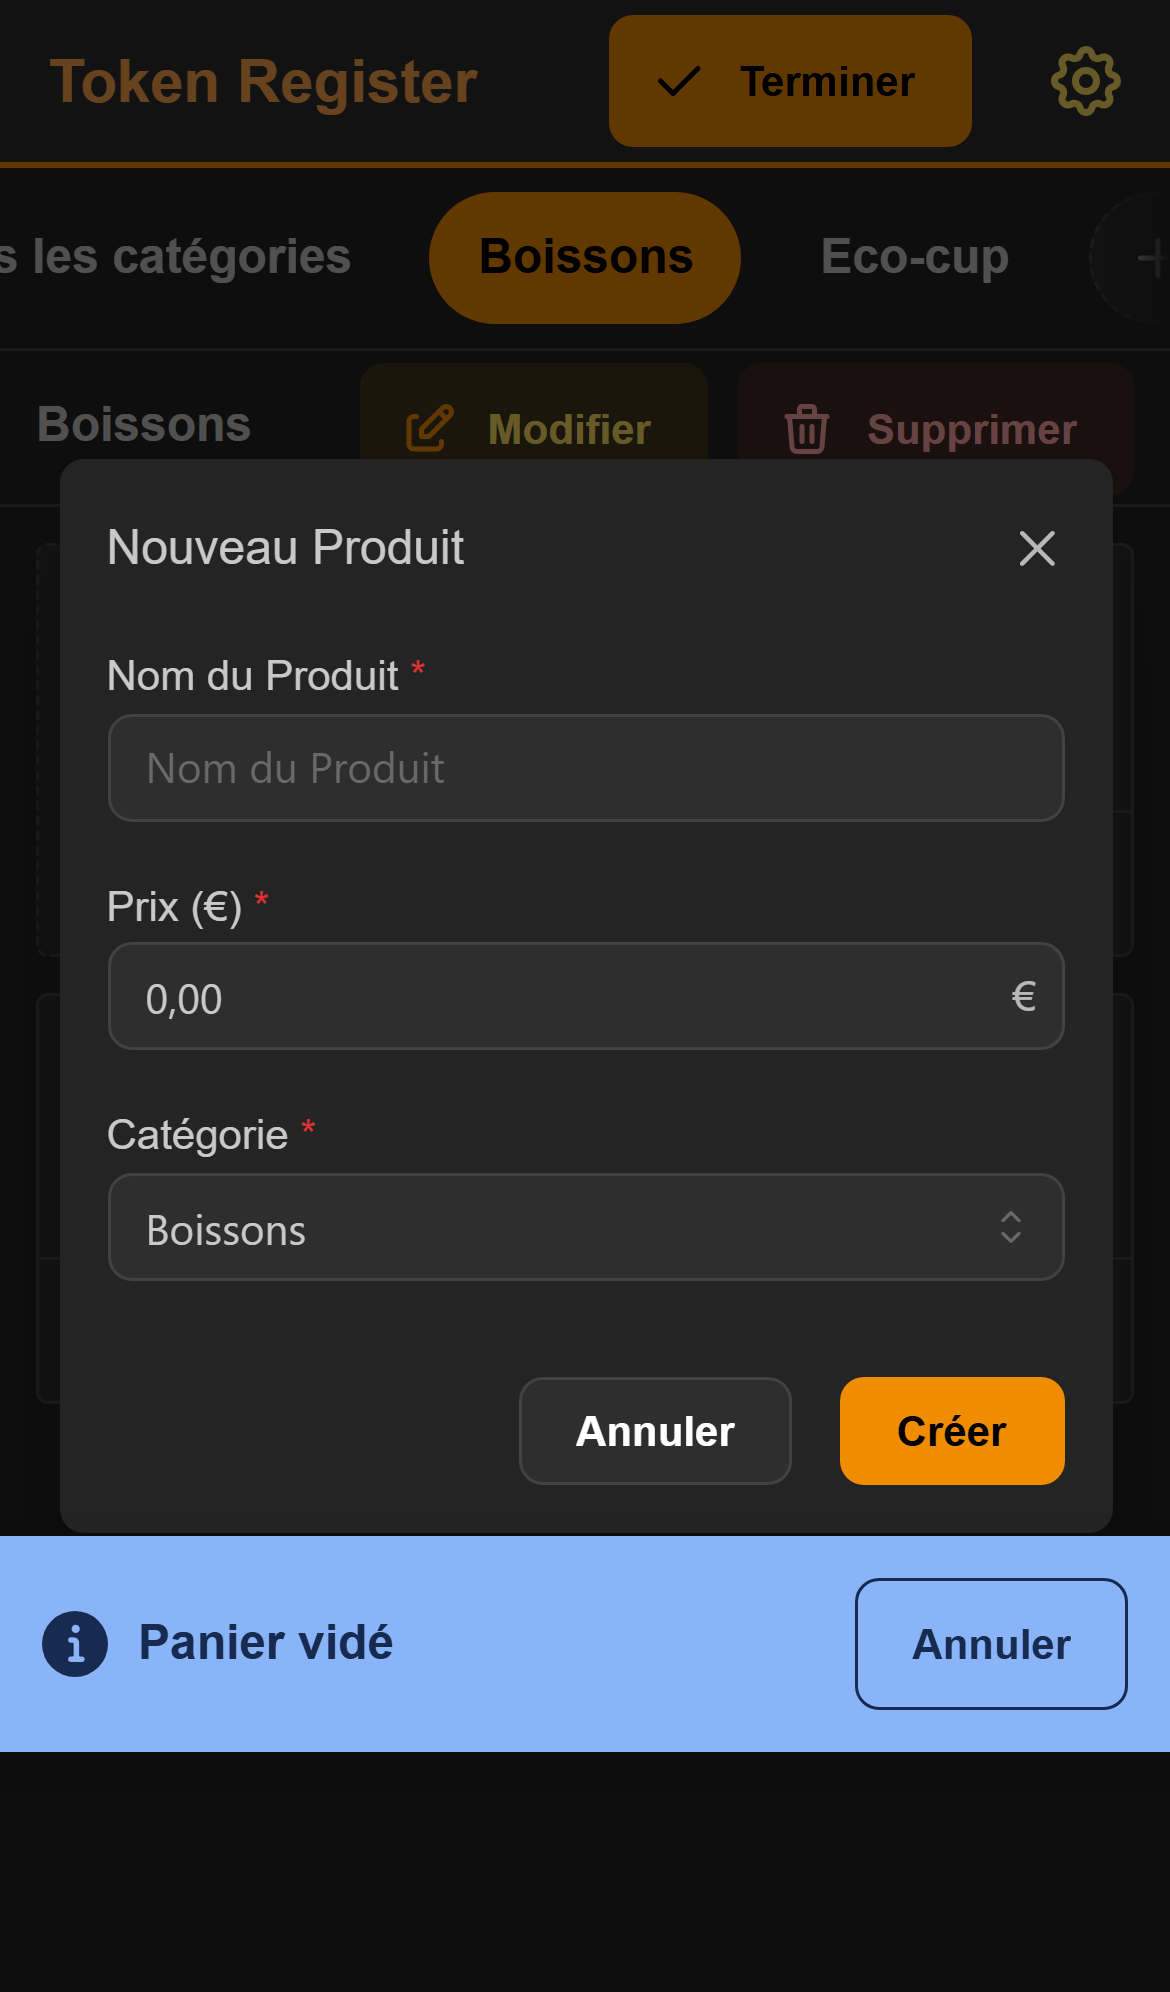 Token Register
Terminer
s les catégories
Boissons
Eco-cup
Boissons
Modifier
Supprimer
Nouveau Produit
Nom du Produit *
Nom du Produit
Prix (€) *
0,00
€
Catégorie *
Boissons
Annuler
Créer
Panier vidé
Annuler